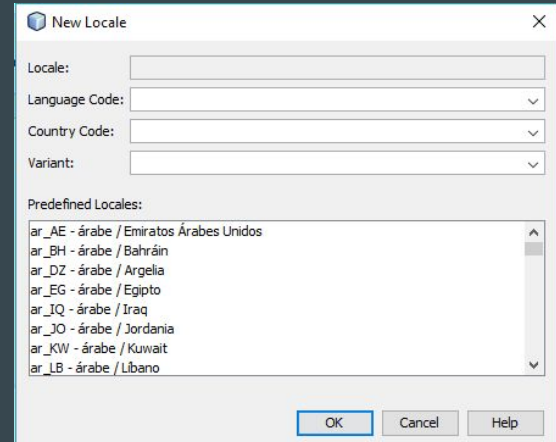 New Locale
Locale:
Language Code:
Country Code:
Variant:
Predefined Locales:
ar_AE - árabe / Emiratos Árabes Unidos
ar_BH - árabe / Bahráin
ar_DZ - árabe / Argelia
ar_EG - árabe / Egipto
ar_IQ - árabe / Iraq
ar_JO - árabe / Jordania
ar_KW - árabe / Kuwait
ar_LB - árabe / Líbano
OK Cancel Help